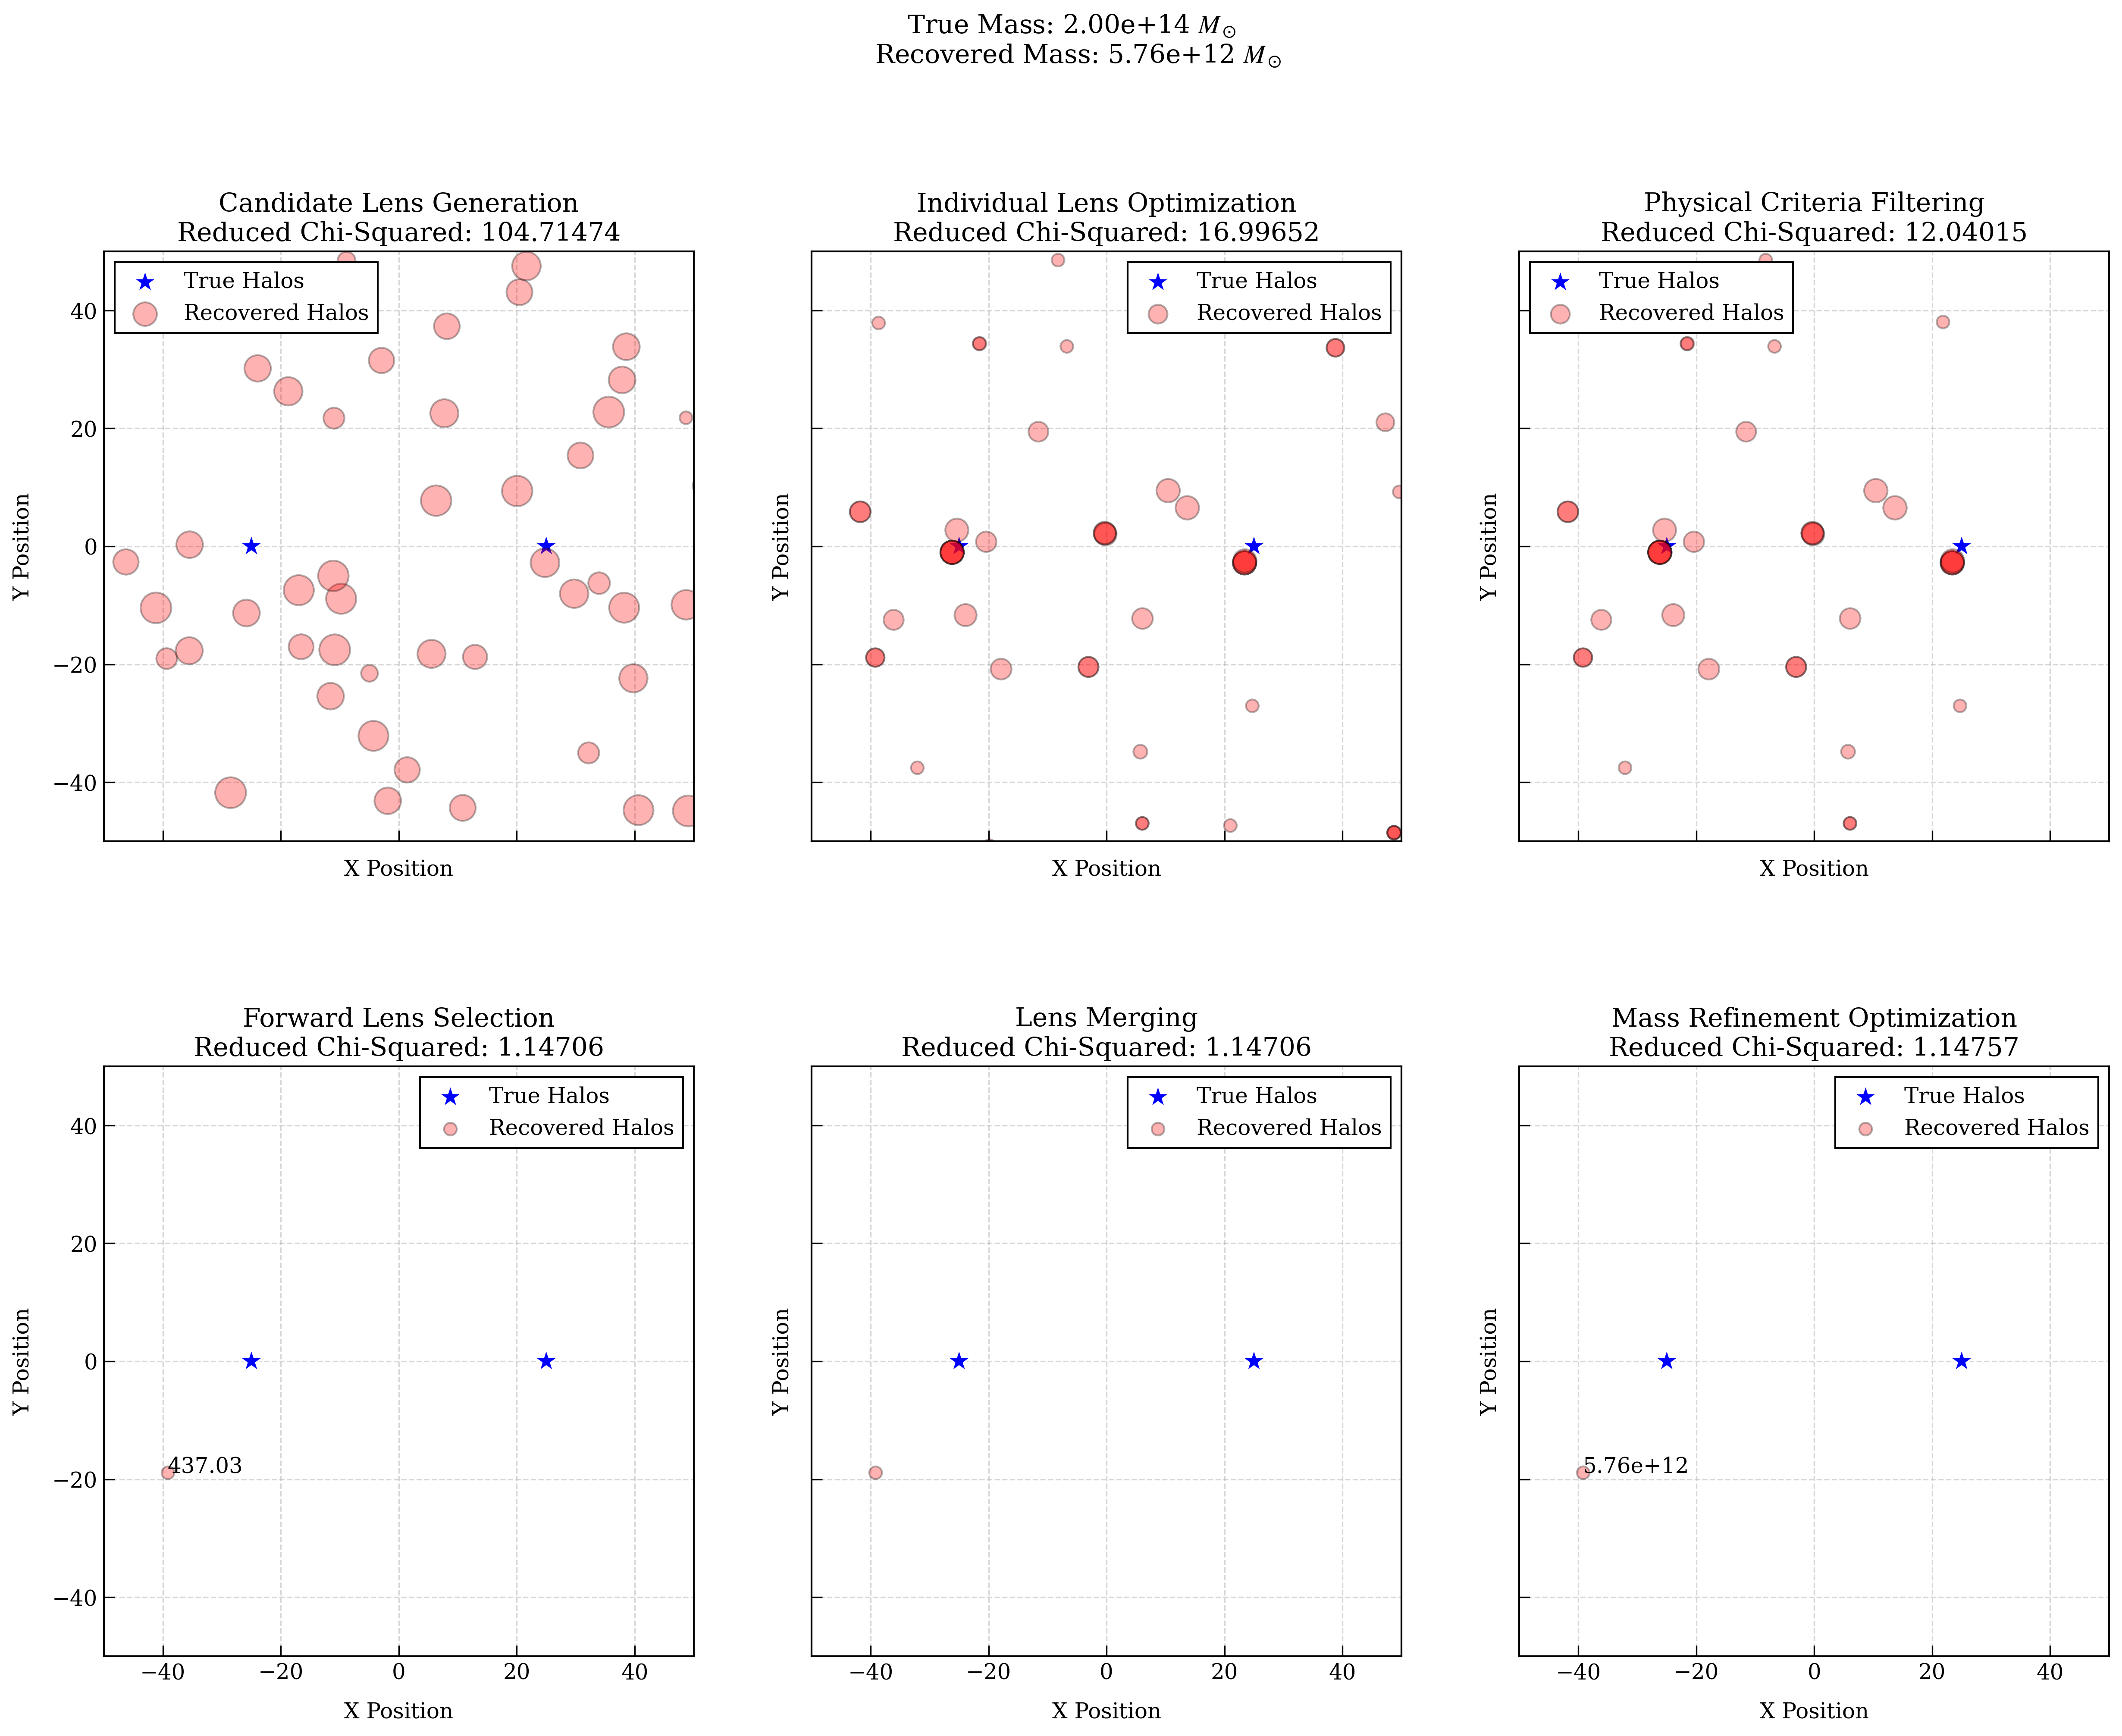 True Mass: 2.00e+14 M⊙
Recovered Mass: 5.76e+12 M⊙
Candidate Lens Generation
Reduced Chi-Squared: 104.71474
True Halos
Recovered Halos
40
20
0
−20
−40
Y Position
X Position
Individual Lens Optimization
Reduced Chi-Squared: 16.99652
True Halos
Recovered Halos
Y Position
X Position
Physical Criteria Filtering
Reduced Chi-Squared: 12.04015
True Halos
Recovered Halos
Y Position
X Position
Forward Lens Selection
Reduced Chi-Squared: 1.14706
True Halos
Recovered Halos
437.03
40
20
0
−20
−40
Y Position
−40 −20 0 20 40
X Position
Lens Merging
Reduced Chi-Squared: 1.14706
True Halos
Recovered Halos
Y Position
−40 −20 0 20 40
X Position
Mass Refinement Optimization
Reduced Chi-Squared: 1.14757
True Halos
Recovered Halos
5.76e+12
Y Position
−40 −20 0 20 40
X Position